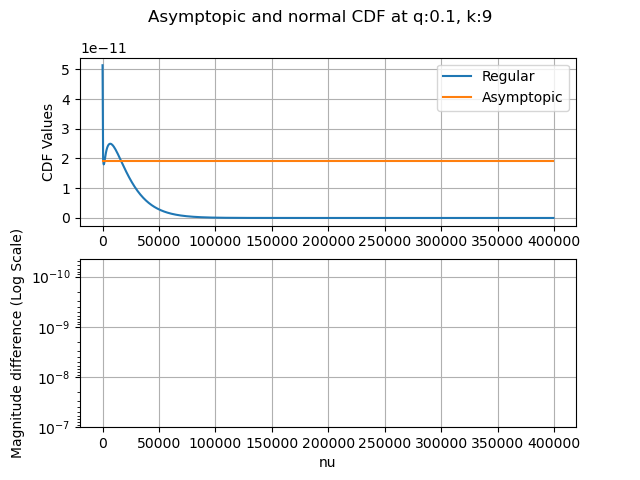 Asymptopic and normal CDF at q:0.1, k:9
1e−11
CDF Values
5
4
3
2
1
0
Regular
Asymptopic
0 50000 100000 150000 200000 250000 300000 350000 400000
Magnitude difference (Log Scale)
10⁻¹⁰
10⁻⁹
10⁻⁸
10⁻⁷
0 50000 100000 150000 200000 250000 300000 350000 400000
nu